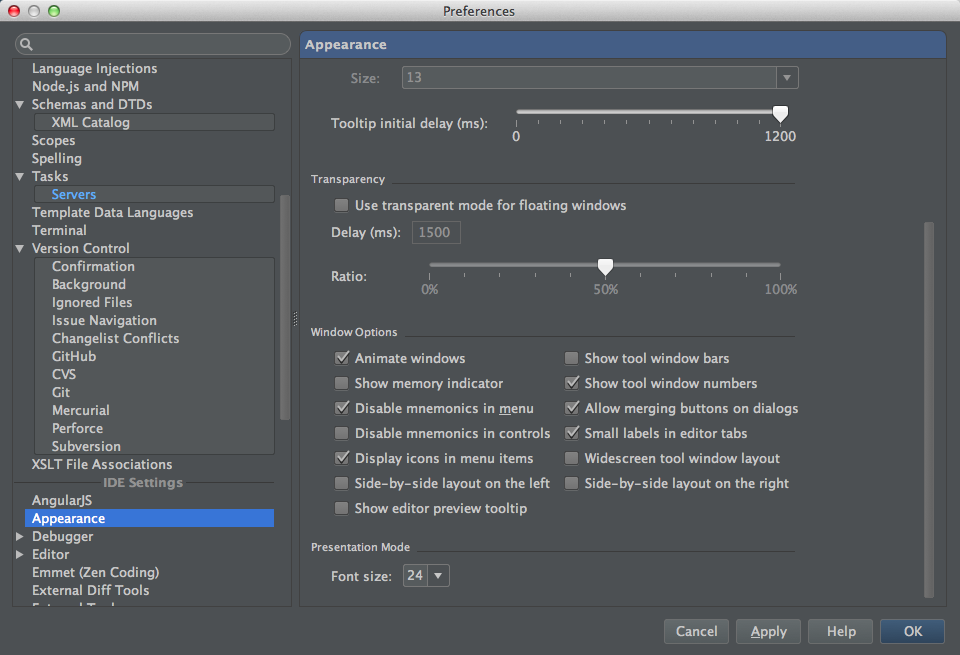 Preferences
Language Injections
Node.js and NPM
Schemas and DTDs
XML Catalog
Scopes
Spelling
Tasks
Servers
Template Data Languages
Terminal
Version Control
Confirmation
Background
Ignored Files
Issue Navigation
Changelist Conflicts
GitHub
CVS
Git
Mercurial
Perforce
Subversion
XSLT File Associations
IDE Settings
AngularJS
Appearance
Debugger
Editor
Emmet (Zen Coding)
External Diff Tools
Appearance
Size: 13
Tooltip initial delay (ms):
0 1200
Transparency
Use transparent mode for floating windows
Delay (ms): 1500
Ratio:
0% 50% 100%
Window Options
Animate windows Show tool window bars
Show memory indicator Show tool window numbers
Disable mnemonics in menu Allow merging buttons on dialogs
Disable mnemonics in controls Small labels in editor tabs
Display icons in menu items Widescreen tool window layout
Side-by-side layout on the left Side-by-side layout on the right
Show editor preview tooltip
Presentation Mode
Font size: 24
Cancel Apply Help OK